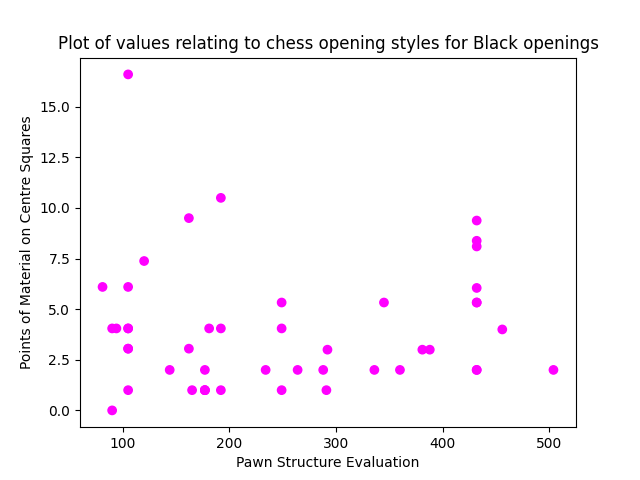 Plot of values relating to chess opening styles for Black openings
Points of Material on Centre Squares
15.0
12.5
10.0
7.5
5.0
2.5
0.0
100 200 300 400 500
Pawn Structure Evaluation